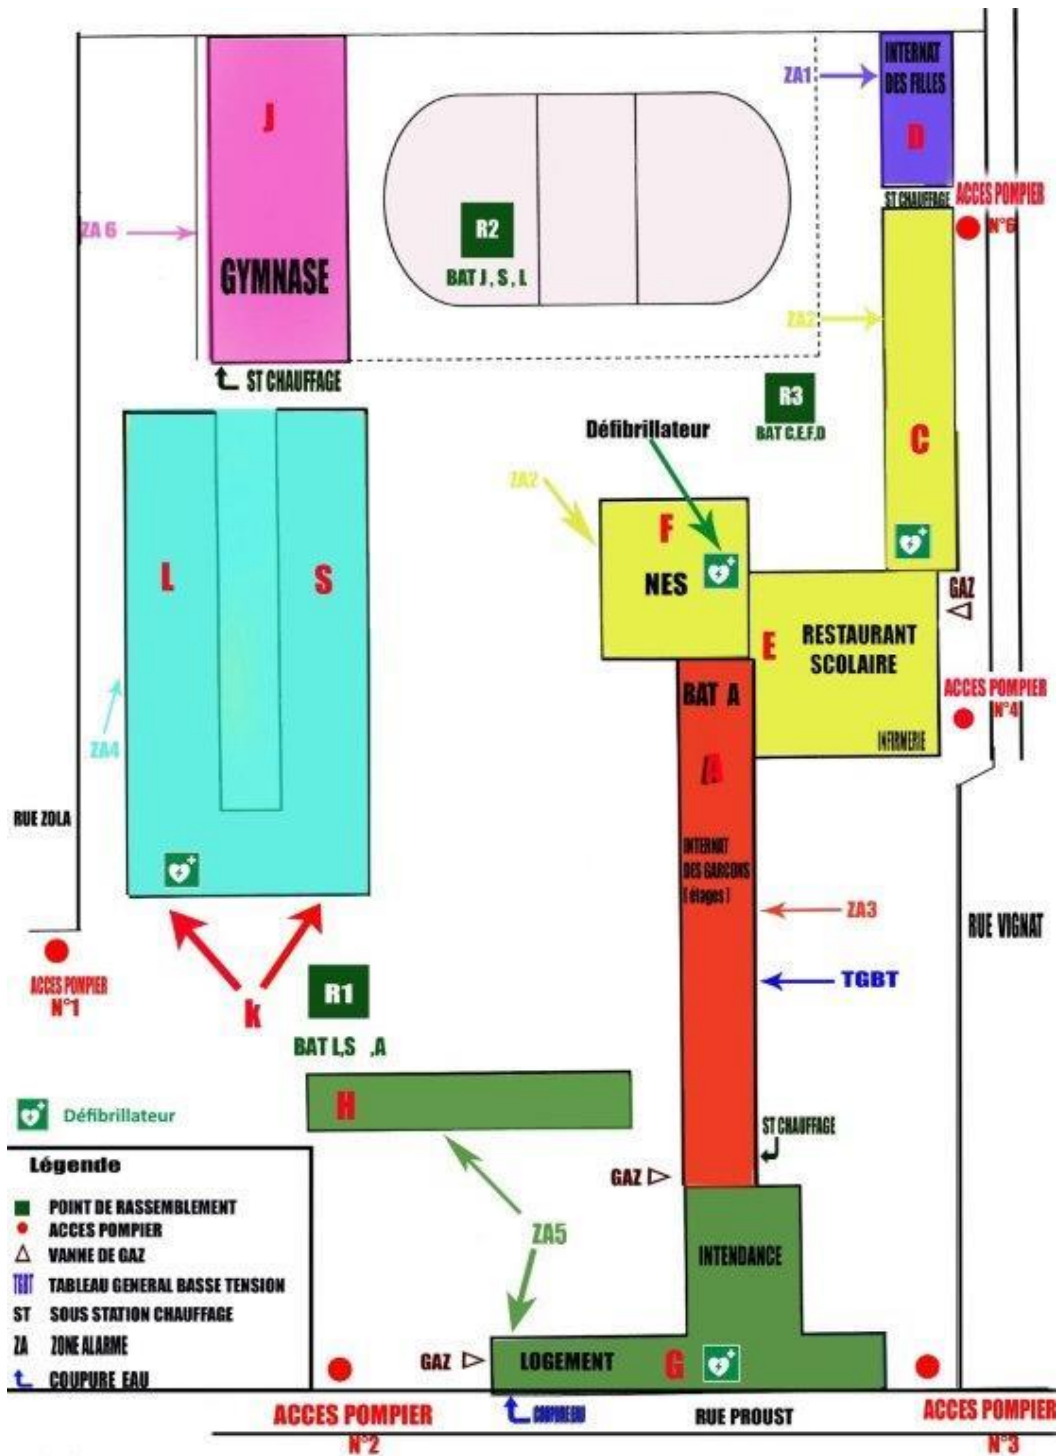 INTERNAT
DES FILLES
D
ZA1
J
ST CHAUFFAGE
ACCES POMPIER
N°6
R2
BAT J , S , L
ZA 6
GYMNASE
ZA2
ST CHAUFFAGE
R3
BAT C,E,F,D
C
Défibrillateur
ZA2
F
NES
L
S
GAZ
E
RESTAURANT
SCOLAIRE
ACCES POMPIER
N°4
BAT A
A
INFIRMERIE
ZA4
RUE ZOLA
INTERNAT
DES GARCONS
( étages )
ZA3
RUE VIGNAT
TGBT
ACCES POMPIER
N°1
k
R1
BAT L,S ,A
H
Défibrillateur
ST CHAUFFAGE
GAZ
ZA5
INTENDANCE
Légende
POINT DE RASSEMBLEMENT
ACCES POMPIER
VANNE DE GAZ
TGBT TABLEAU GENERAL BASSE TENSION
ST SOUS STATION CHAUFFAGE
ZA ZONE ALARME
COUPURE EAU
GAZ
LOGEMENT
G
COUPURE EAU
RUE PROUST
ACCES POMPIER
N°2
ACCES POMPIER
N°3